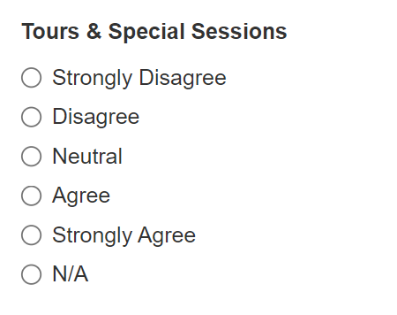 Tours & Special Sessions
Strongly Disagree
Disagree
Neutral
Agree
Strongly Agree
N/A